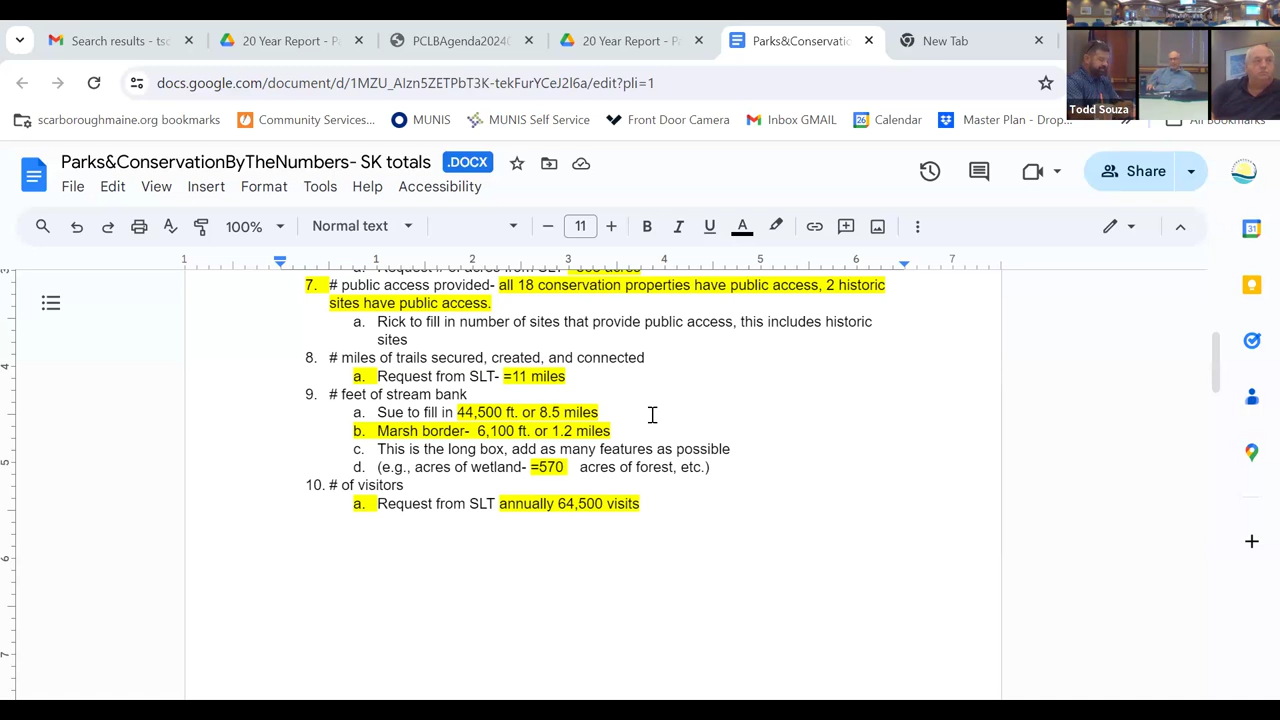 Search results - tsc
20 Year Report - P
PCLBAgenda2024
20 Year Report - P
Parks&Conservatio
New Tab
docs.google.com/document/d/1MZU_AIzn5ZETPbT3K-tekFurYCeJ2l6a/edit?pli=1
scarboroughmaine.org bookmarks
Community Services...
MUNIS
MUNIS Self Service
Front Door Camera
Inbox GMAIL
Calendar
Master Plan - Drop...
All Bookmarks
Todd Souza
Parks&ConservationByTheNumbers- SK totals .DOCX
File Edit View Insert Format Tools Help Accessibility
Share
100% Normal text 11
7. # public access provided- all 18 conservation properties have public access, 2 historic
sites have public access.
a. Rick to fill in number of sites that provide public access, this includes historic
sites
8. # miles of trails secured, created, and connected
a. Request from SLT- =11 miles
9. # feet of stream bank
a. Sue to fill in 44,500 ft. or 8.5 miles
b. Marsh border- 6,100 ft. or 1.2 miles
c. This is the long box, add as many features as possible
d. (e.g., acres of wetland- =570 acres of forest, etc.)
10. # of visitors
a. Request from SLT annually 64,500 visits